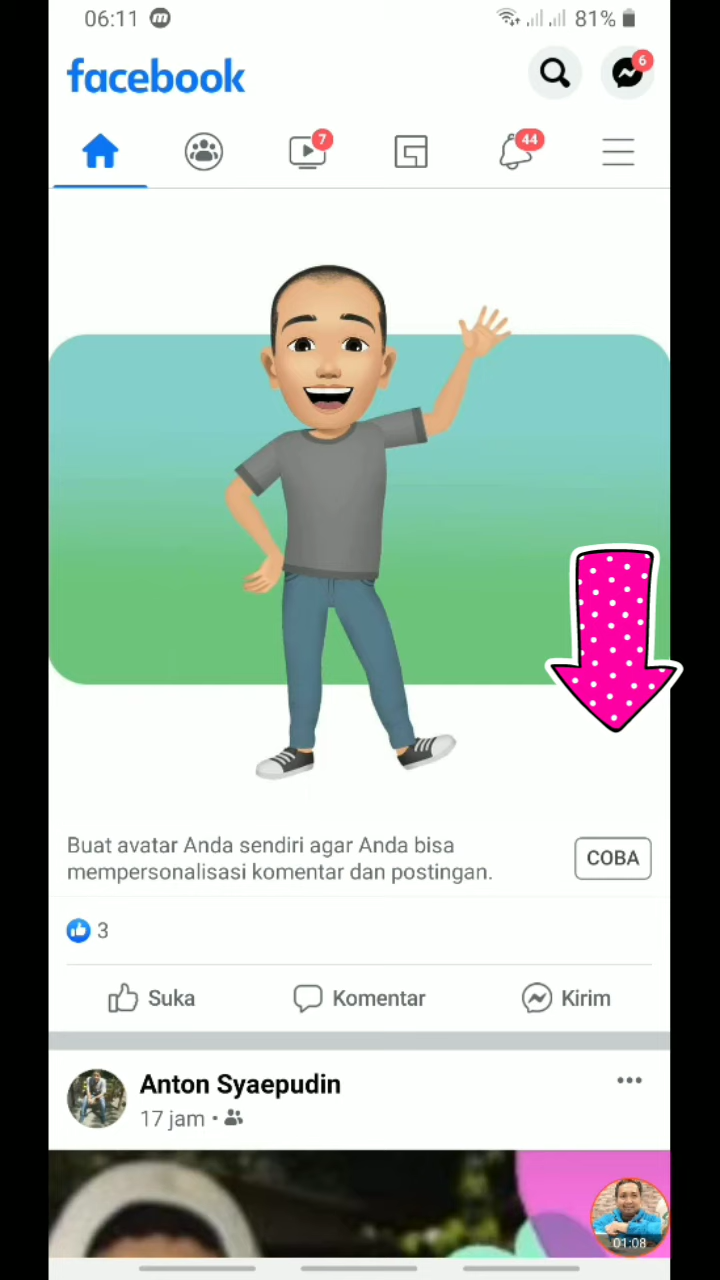 06:11 m 81%
facebook
6
7
44
Buat avatar Anda sendiri agar Anda bisa
mempersonalisasi komentar dan postingan.
COBA
3
Suka Komentar Kirim
Anton Syaepudin
17 jam •
01:08